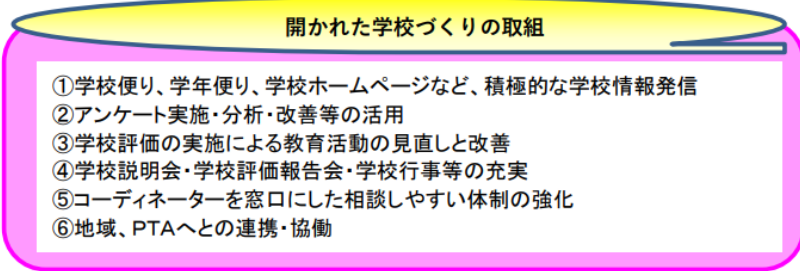 開かれた学校づくりの取組
①学校便り、学年便り、学校ホームページなど、積極的な学校情報発信
②アンケート実施・分析・改善等の活用
③学校評価の実施による教育活動の見直しと改善
④学校説明会・学校評価報告会・学校行事等の充実
⑤コーディネーターを窓口にした相談しやすい体制の強化
⑥地域、PTAへとの連携・協働